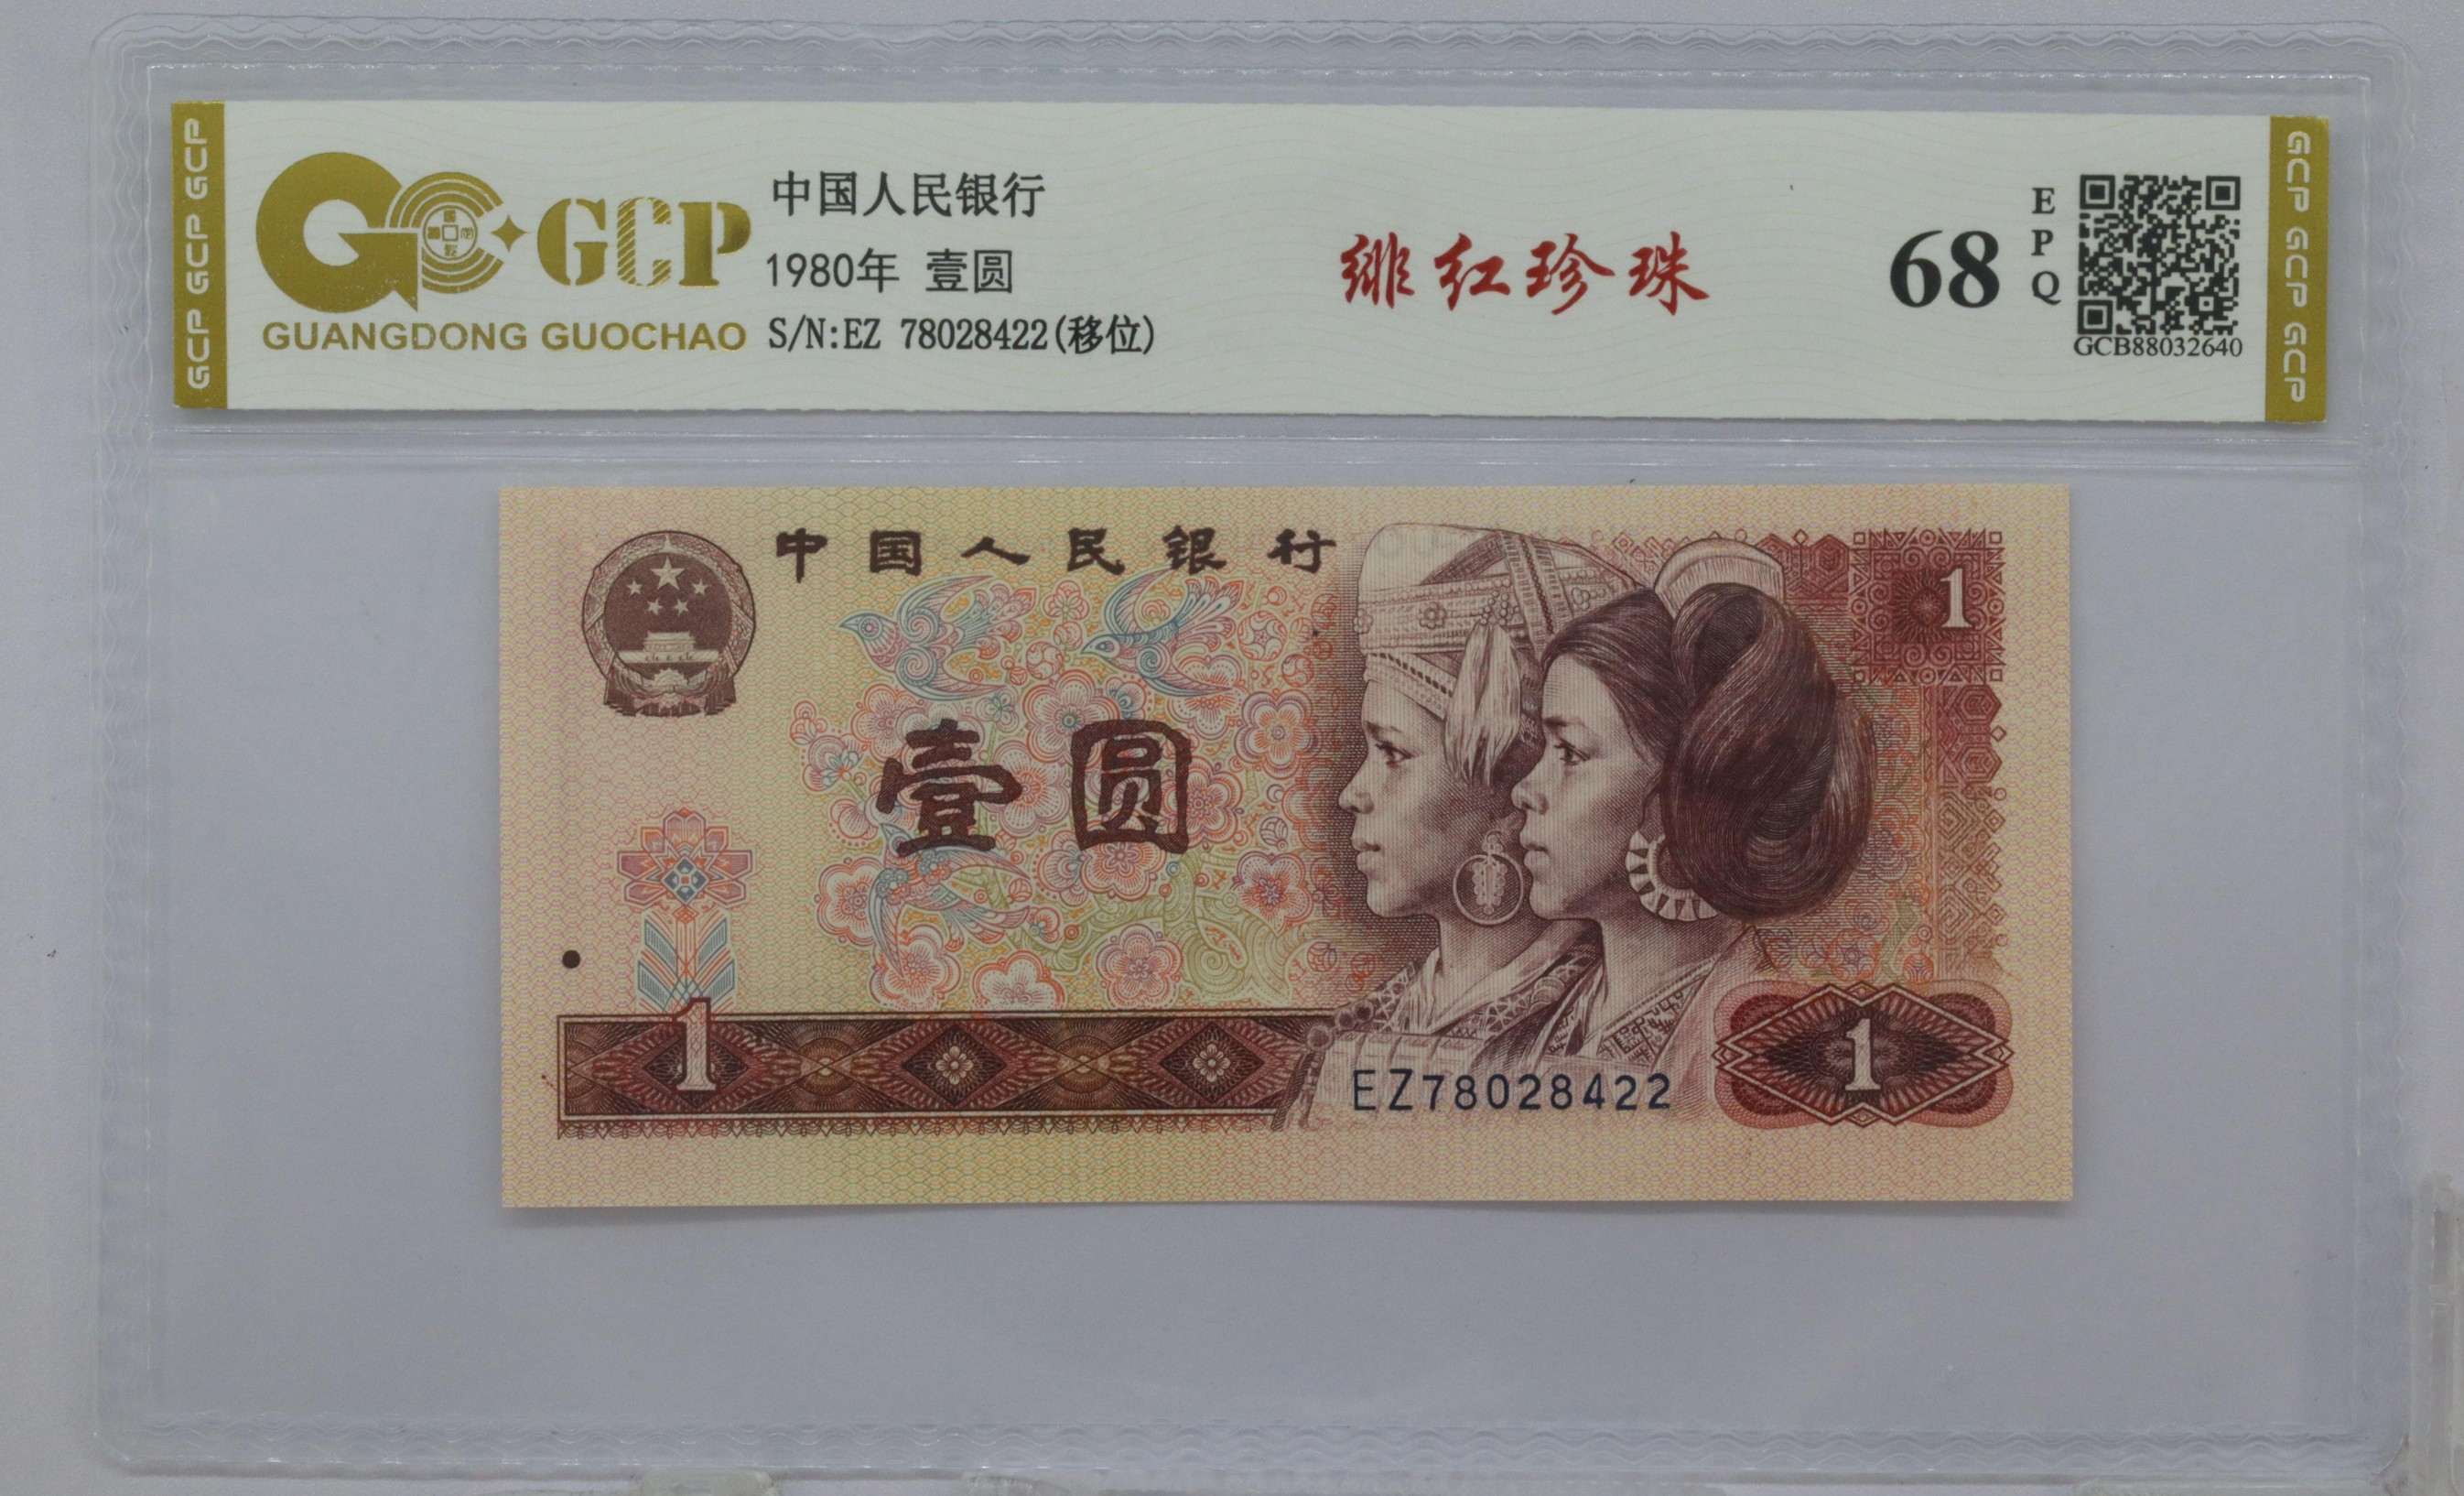 GCP GCP GCP
GCP
GUANGDONG GUOCHAO
中国人民银行
1980年 壹圆
S/N:EZ 78028422(移位)
绯红珍珠
68
EPQ
GCB88032640
GCP GCP GCP
中国人民银行
1
壹圆
1
EZ78028422
1